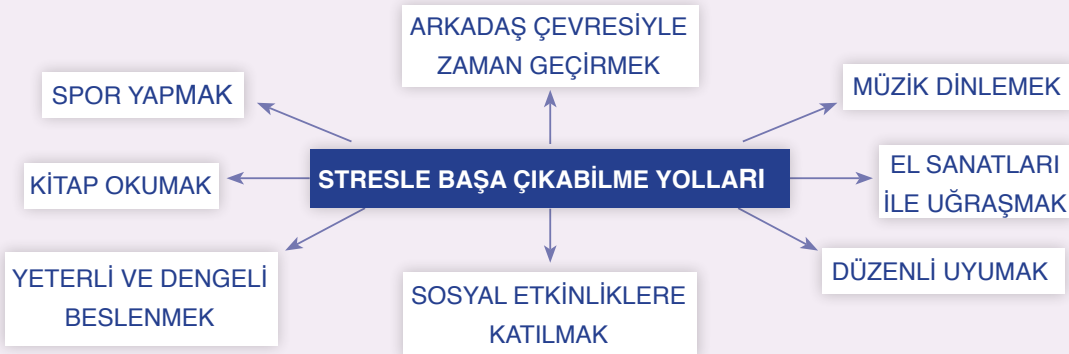 ARKADAŞ ÇEVRESİYLE
ZAMAN GEÇİRMEK
SPOR YAPMAK
MÜZİK DİNLEMEK
KİTAP OKUMAK
STRESLE BAŞA ÇIKABİLME YOLLARI
EL SANATLARI
İLE UĞRAŞMAK
YETERLİ VE DENGELİ
BESLENMEK
SOSYAL ETKİNLİKLERE
KATILMAK
DÜZENLİ UYUMAK